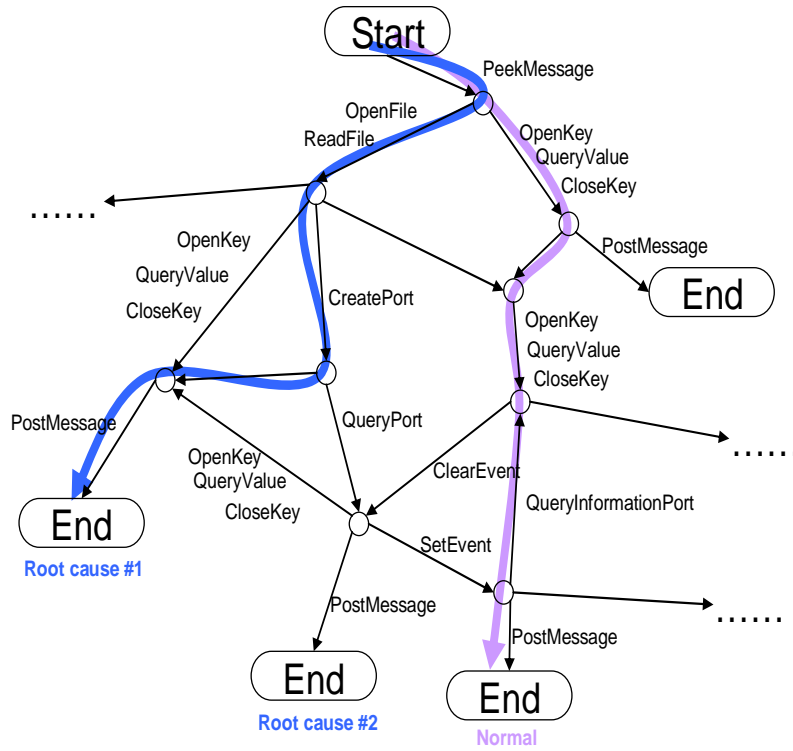 Start
PeekMessage
OpenFile
ReadFile
OpenKey
QueryValue
CloseKey
......
OpenKey
QueryValue
CloseKey
PostMessage
End
CreatePort
OpenKey
QueryValue
CloseKey
PostMessage
QueryPort
......
OpenKey
QueryValue
CloseKey
ClearEvent
QueryInformationPort
End
Root cause #1
SetEvent
PostMessage
......
PostMessage
End
Root cause #2
End
Normal